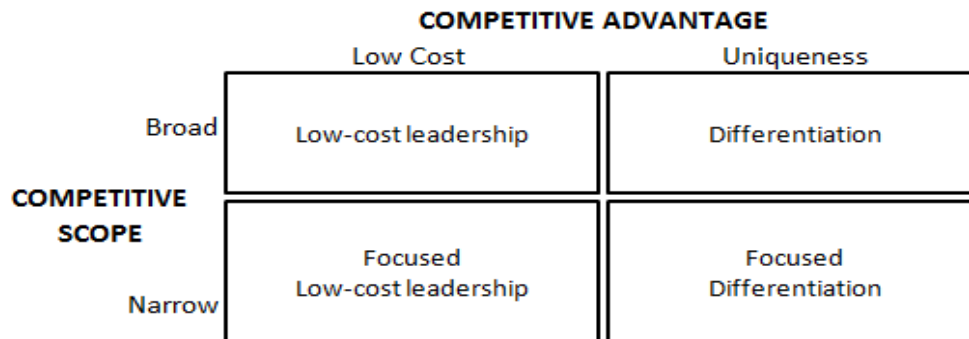 COMPETITIVE ADVANTAGE
Low Cost
Uniqueness
Broad
Low-cost leadership
Differentiation
COMPETITIVE
SCOPE
Focused
Low-cost leadership
Focused
Differentiation
Narrow